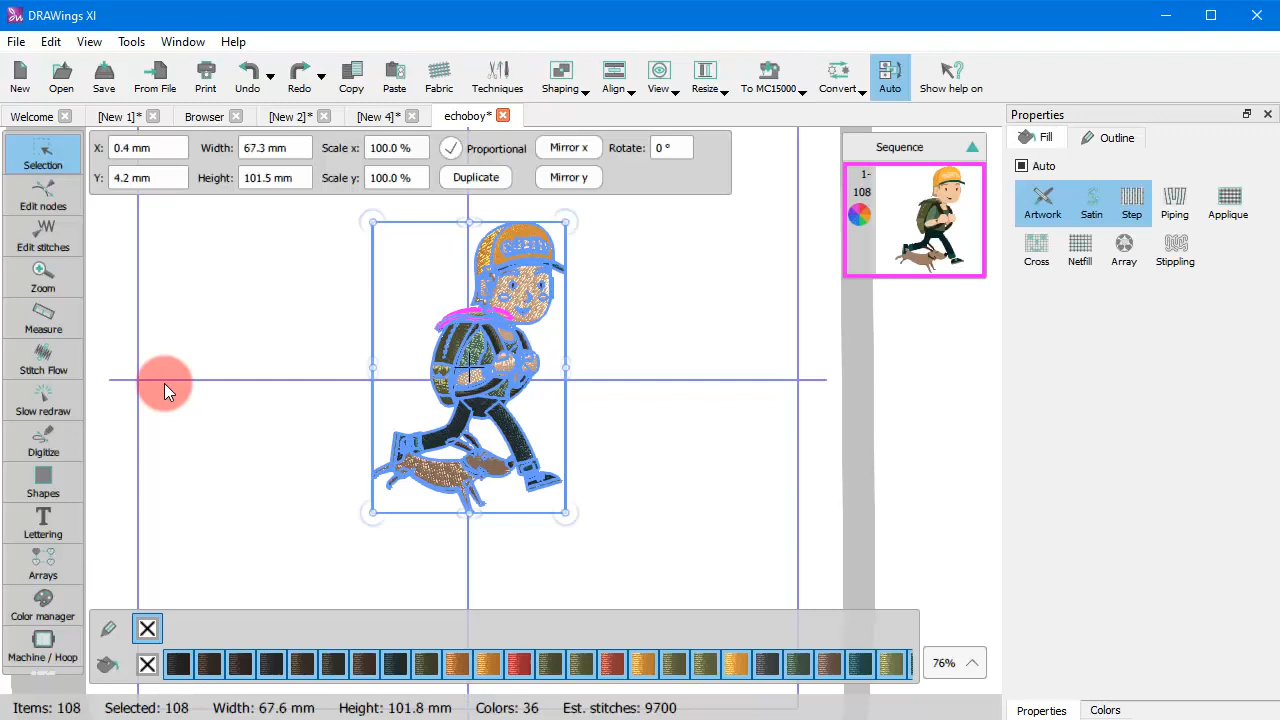 DRAWings XI
File Edit View Tools Window Help
New Open Save From File Print Undo Redo Copy Paste Fabric Techniques Shaping Align View Resize To MC15000 Convert Auto Show help on
Welcome [New 1]* Browser [New 2]* [New 4]* echoboy*
Properties
Selection
Edit nodes
Edit stitches
Zoom
Measure
Stitch Flow
Slow redraw
Digitize
Shapes
Lettering
Arrays
Color manager
Machine / Hoop
X: 0.4 mm Width: 67.3 mm Scale x: 100.0 % Proportional Mirror x Rotate: 0 °
Y: 4.2 mm Height: 101.5 mm Scale y: 100.0 % Duplicate Mirror y
Sequence
1-
108
Fill Outline
Auto
Artwork Satin Step Piping Applique
Cross Netfill Array Stippling
76%
Items: 108 Selected: 108 Width: 67.6 mm Height: 101.8 mm Colors: 36 Est. stitches: 9700
Properties Colors